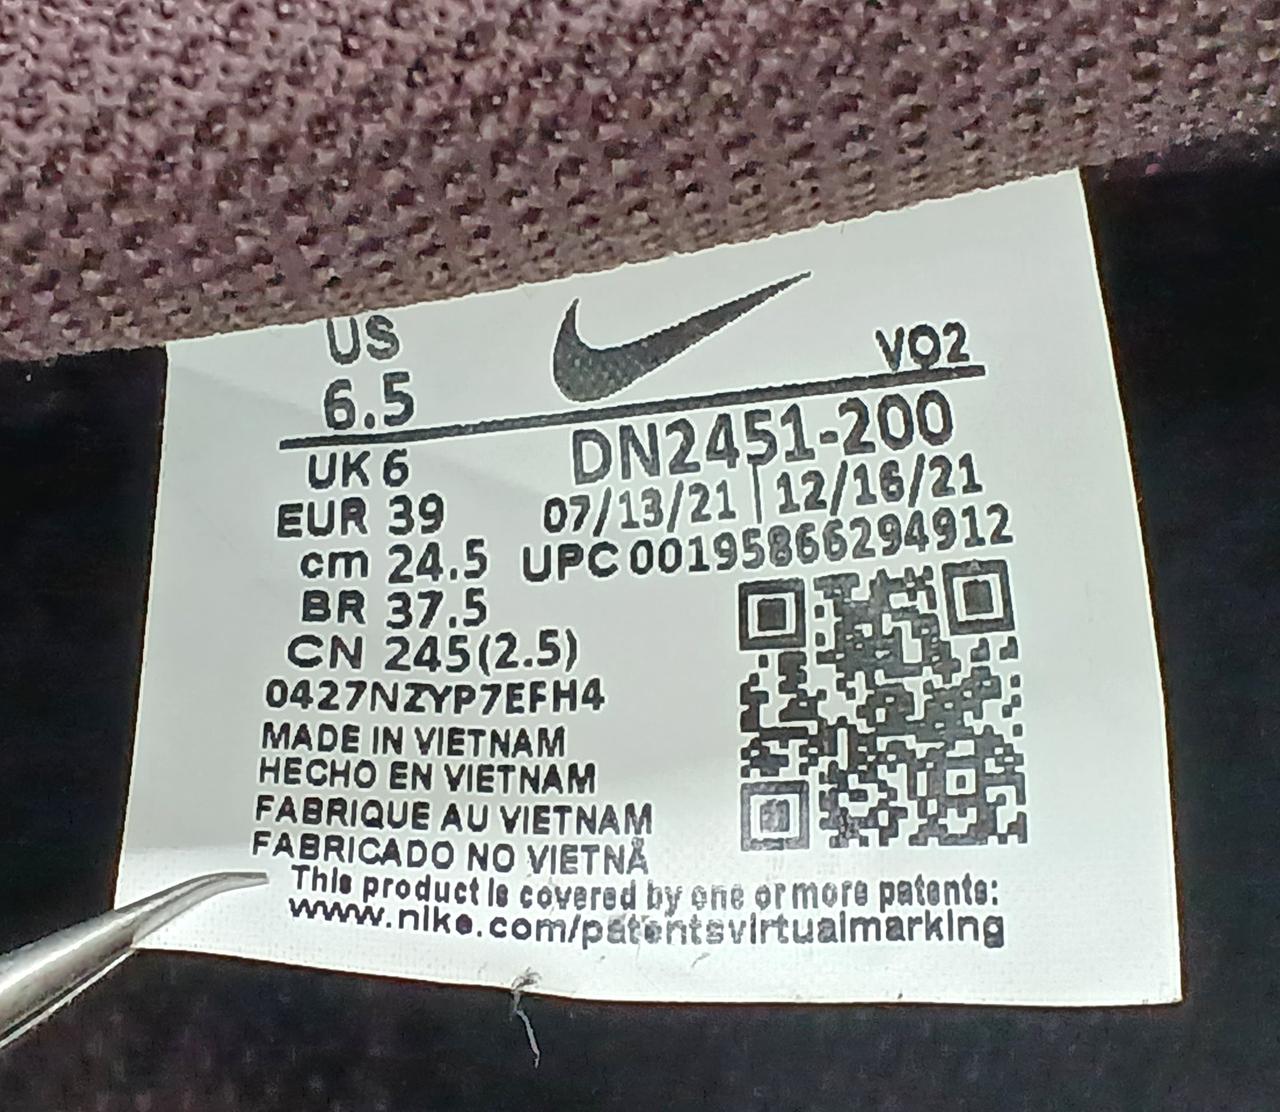 US
6.5
VO2
UK 6
EUR 39
cm 24.5
BR 37.5
CN 245(2.5)
DN2451-200
07/13/21 | 12/16/21
UPC 00195866294912
0427NZYP7EFH4
MADE IN VIETNAM
HECHO EN VIETNAM
FABRIQUE AU VIETNAM
FABRICADO NO VIETNÃ
This product is covered by one or more patents:
www.nike.com/patentsvirtualmarking